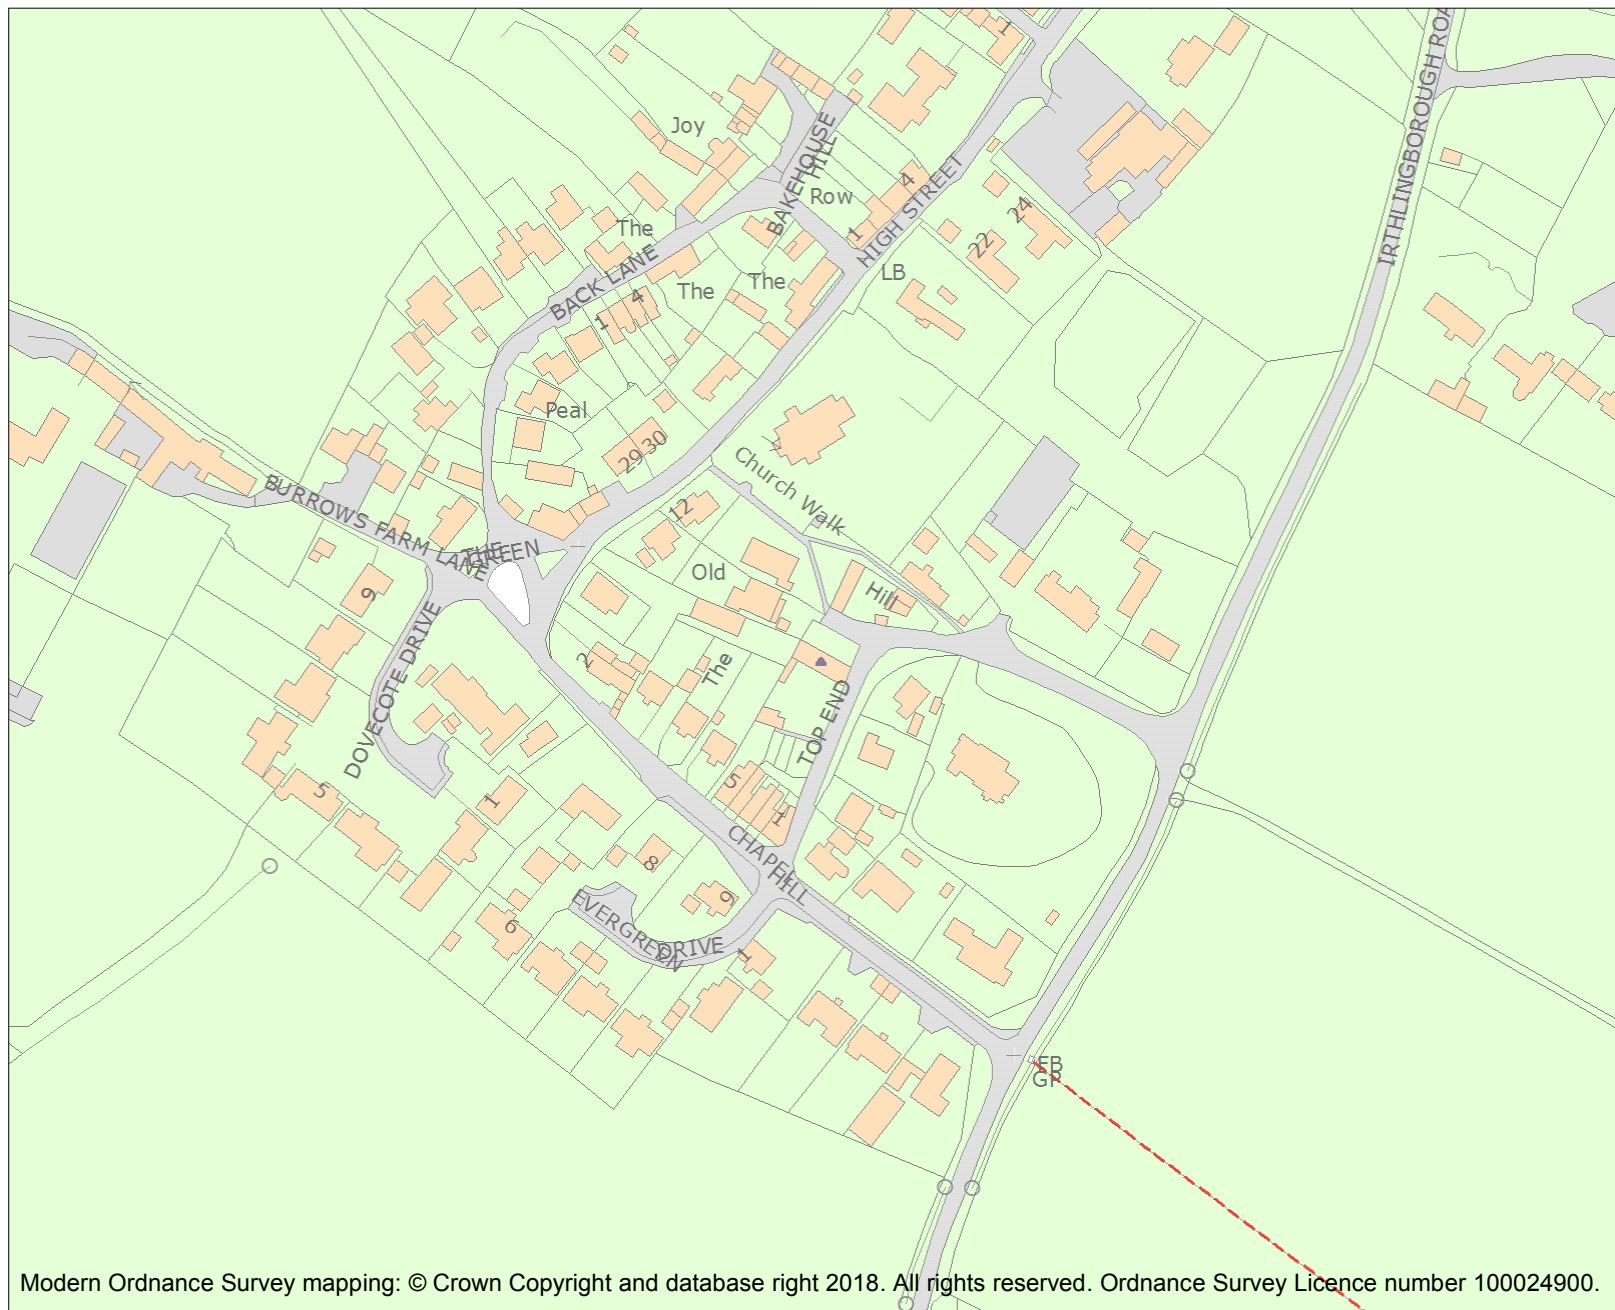 1
IRTHLINGBOROUGH ROA
Joy
BAKEHOUSE
HILL
Row
4
HIGH STREET
1
24
22
The
BACK LANE
The
The
LB
4
1
Peal
29
30
Church Walk
12
BURROWS FARM LANE
THE
GREEN
Old
Hill
9
DOVECOTE DRIVE
2
The
TOP END
5
5
1
1
CHAPEL
HILL
8
9
6
EVERGREEN
DRIVE
1
FB
GP
Modern Ordnance Survey mapping: © Crown Copyright and database right 2018. All rights reserved. Ordnance Survey Licence number 100024900.